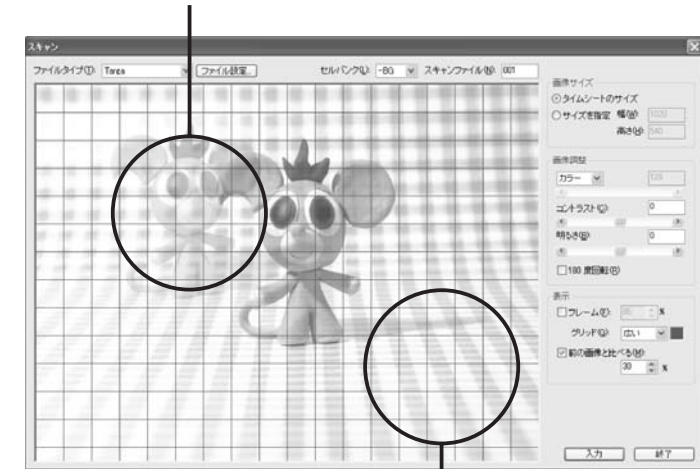 スキャン
ファイルタイプ(T): Targa ファイル設定... セルバンク(L): -BG スキャンファイル(N): 001
画像サイズ
タイムシートのサイズ
サイズを指定 幅(W): 1020
高さ(H): 540
画像調整
カラー 128
コントラスト(C): 0
明るさ(B): 0
180 度回転(R)
表示
フレーム(F): %
グリッド(G): 広い
前の画像と比べる(M)
30 %
入力 終了